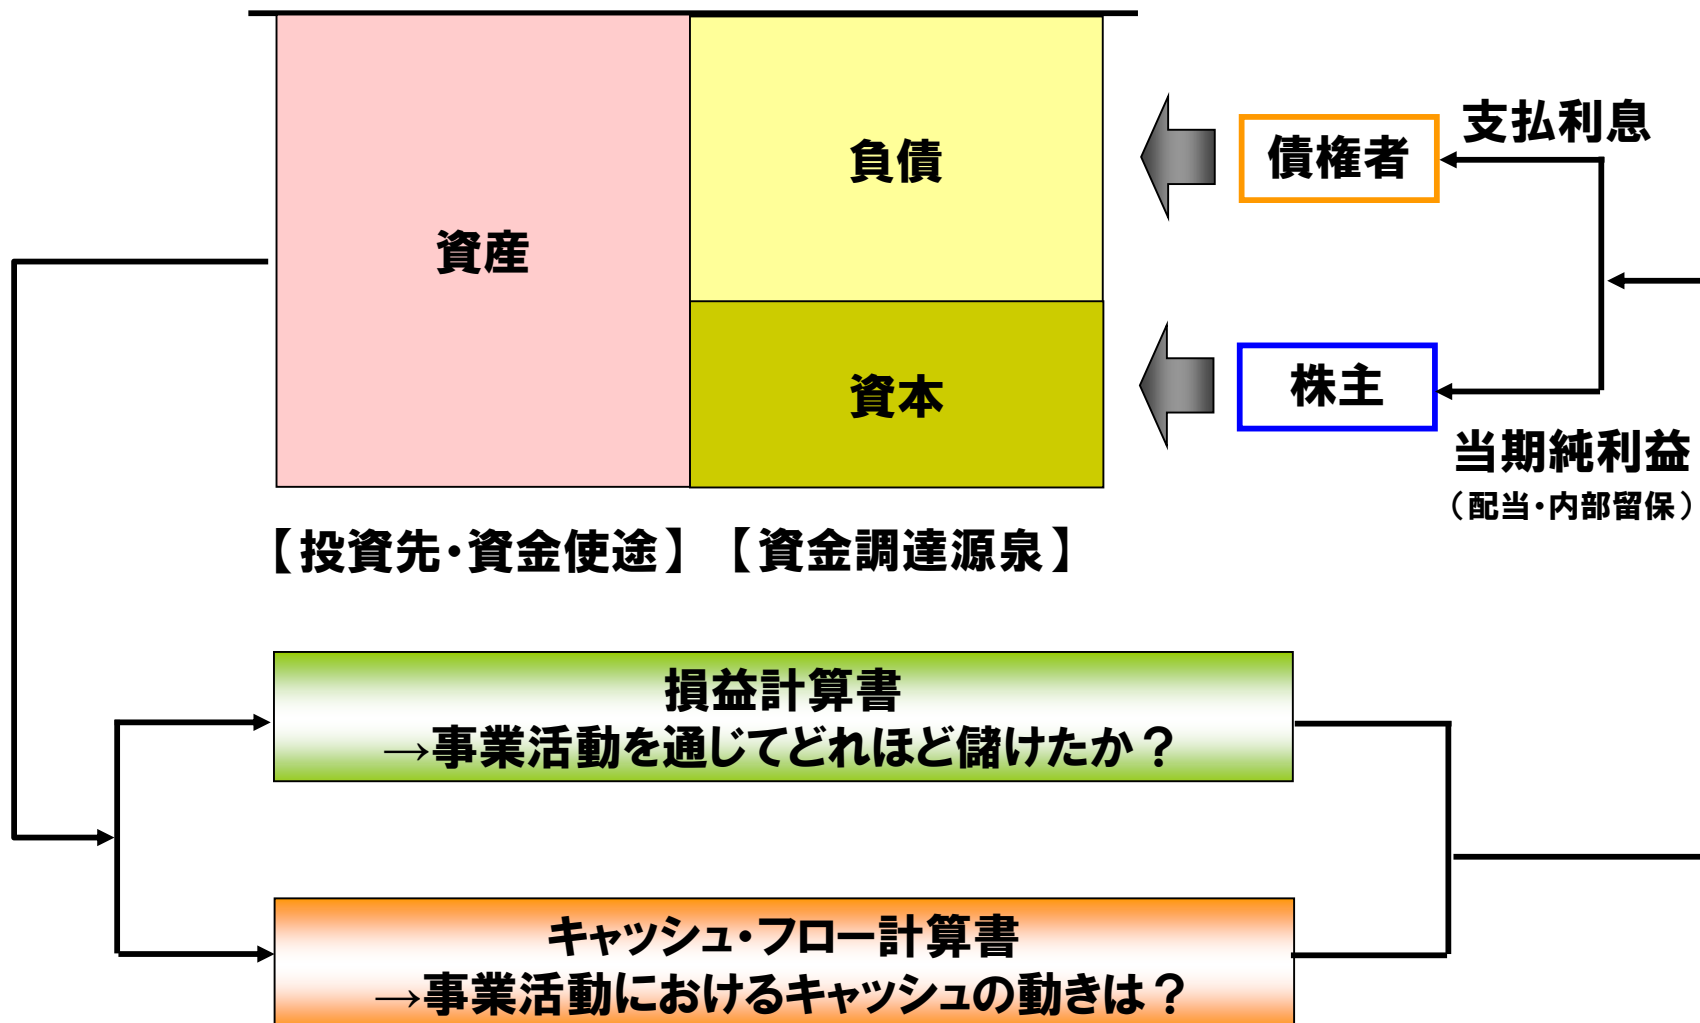 資産
負債
資本
債権者
支払利息
株主
当期純利益
（配当・内部留保）
【投資先・資金使途】 【資金調達源泉】
損益計算書
→事業活動を通じてどれほど儲けたか？
キャッシュ・フロー計算書
→事業活動におけるキャッシュの動きは？